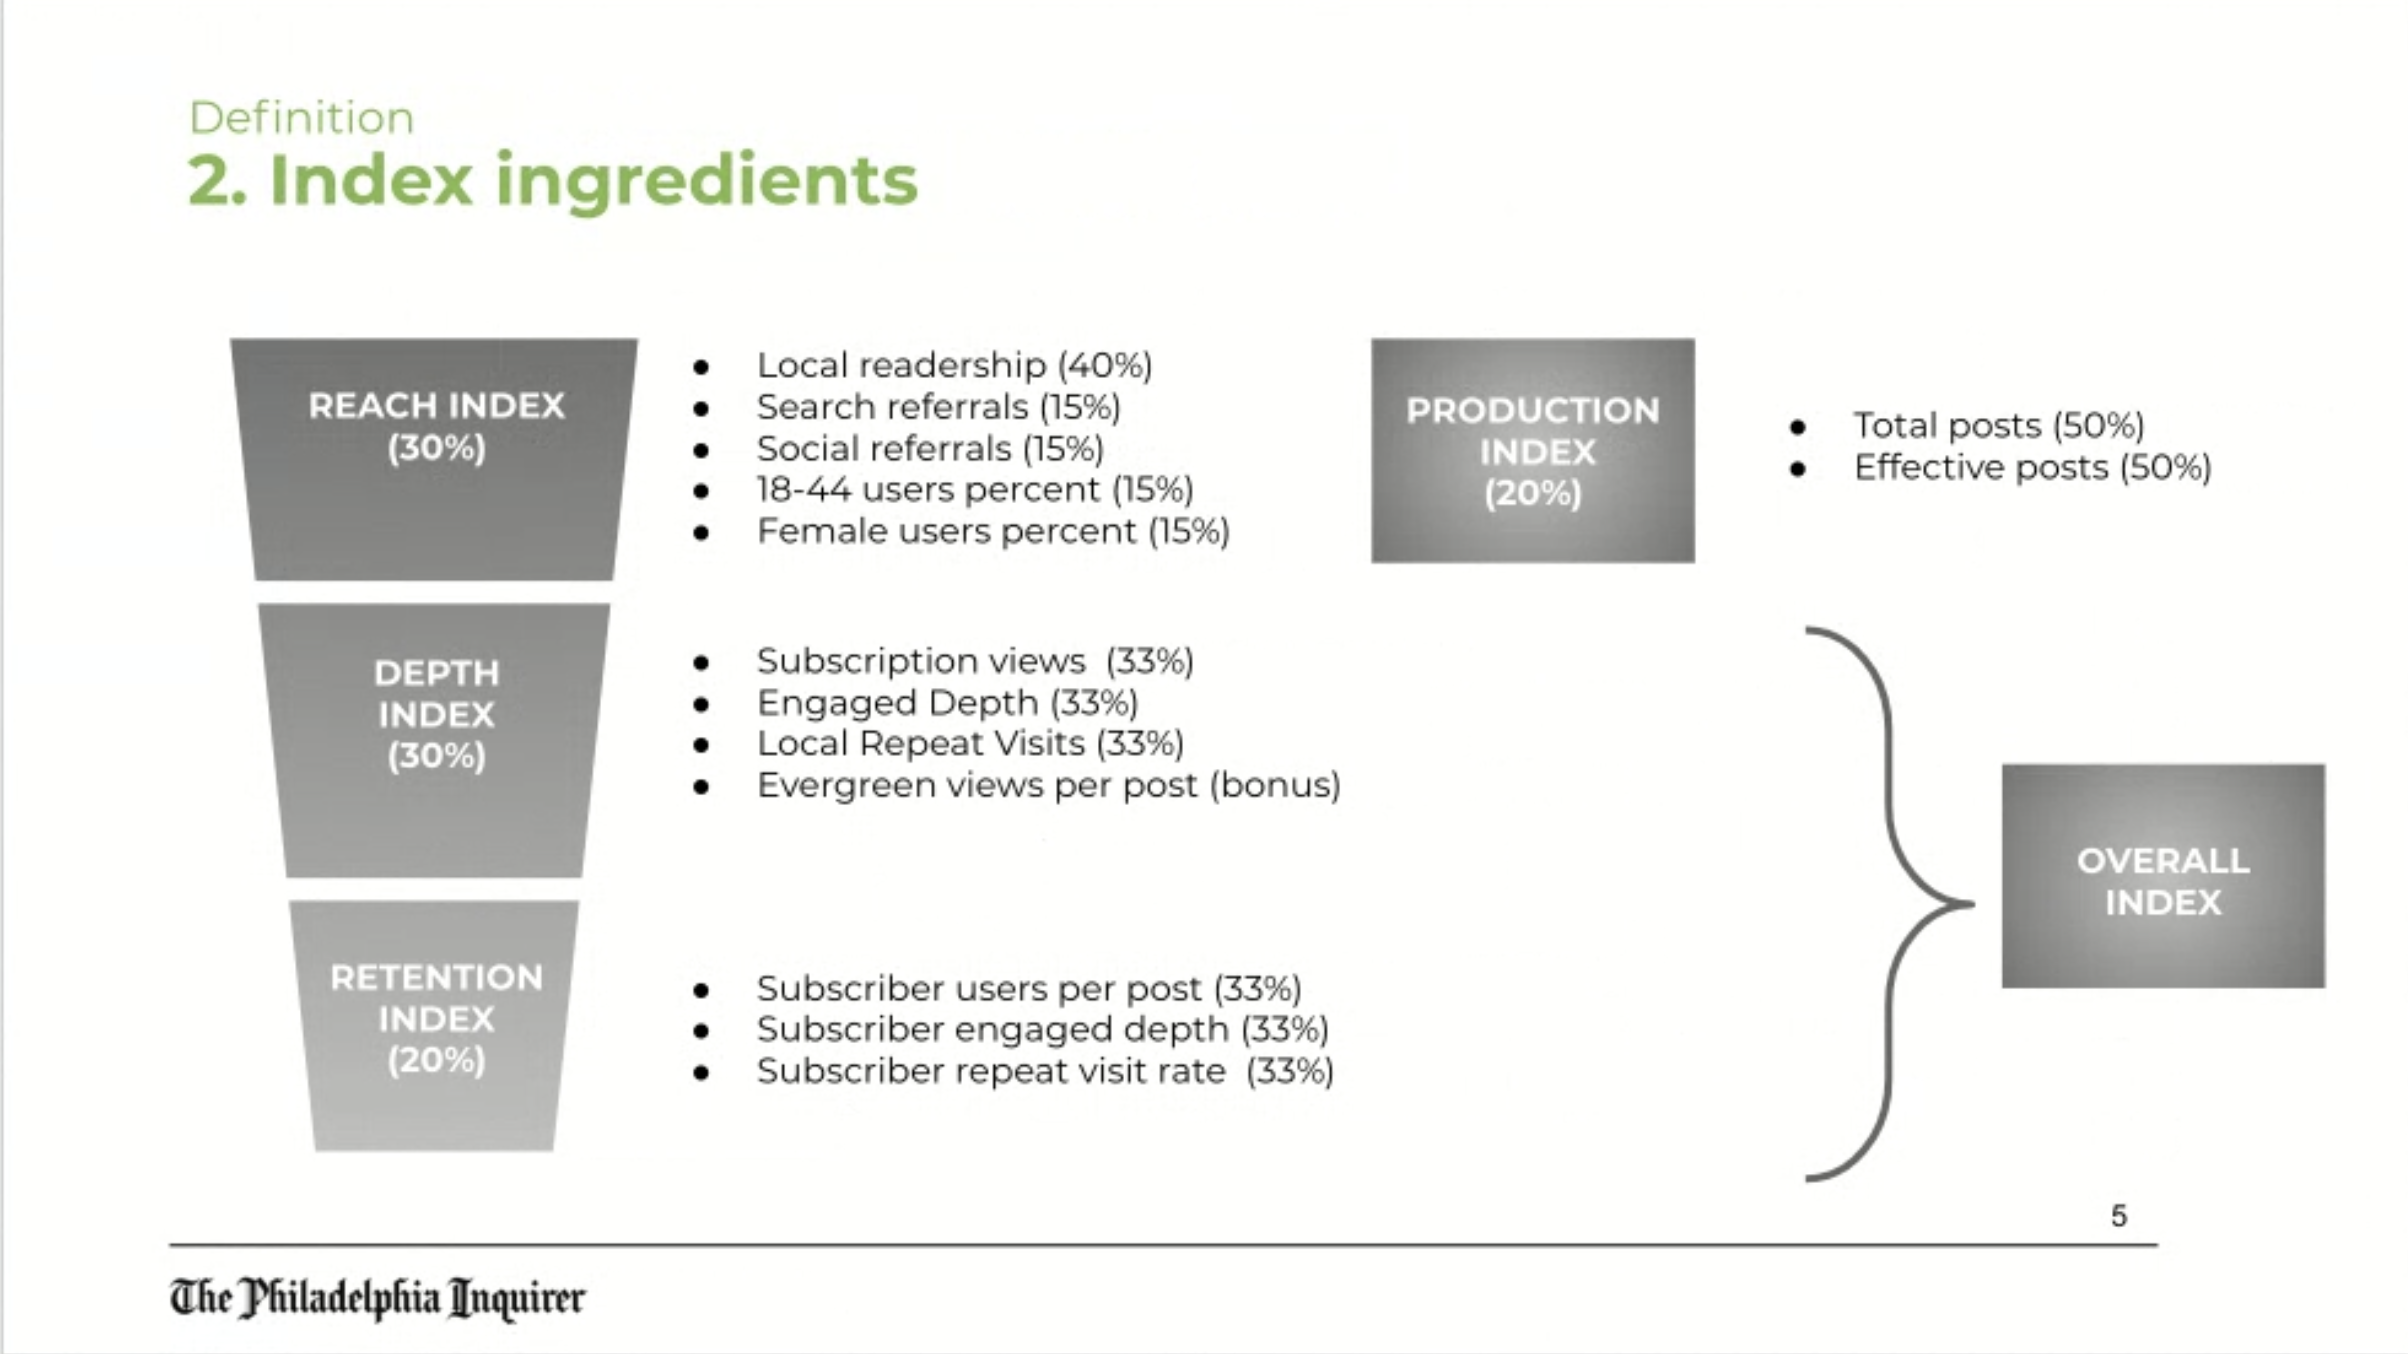 Definition
2. Index ingredients
REACH INDEX
(30%)
● Local readership (40%)
● Search referrals (15%)
● Social referrals (15%)
● 18-44 users percent (15%)
● Female users percent (15%)
PRODUCTION
INDEX
(20%)
● Total posts (50%)
● Effective posts (50%)
DEPTH
INDEX
(30%)
● Subscription views  (33%)
● Engaged Depth (33%)
● Local Repeat Visits (33%)
● Evergreen views per post (bonus)
RETENTION
INDEX
(20%)
● Subscriber users per post (33%)
● Subscriber engaged depth (33%)
● Subscriber repeat visit rate  (33%)
OVERALL
INDEX
5
The Philadelphia Inquirer